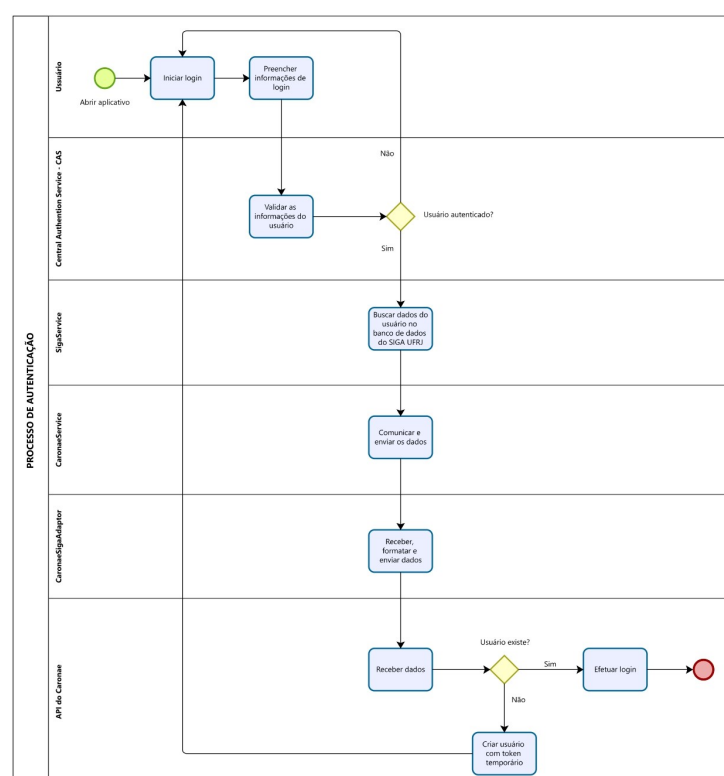 PROCESSO DE AUTENTICAÇÃO
Ussuário
Abrir aplicativo
Iniciar login
Preencher
informações de
login
Central Authention Service - CAS
Validar as
informações do
usuário
Não
Usuário autenticado?
Sim
SigaService
Buscar dados do
usuário no
banco de dados
do SIGA UFRJ
CaronaeService
Comunicar e
enviar os dados
CaronaeSigaAdaptor
Receber,
formatar e
enviar dados
API do Caronae
Receber dados
Usuário existe?
Sim
Efetuar login
Não
Criar usuário
com token
temporário